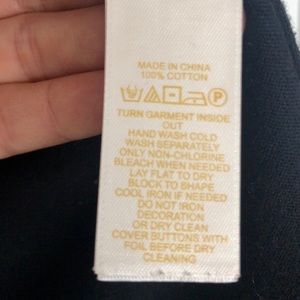 MADE IN CHINA
100% COTTON
P
TURN GARMENT INSIDE
OUT
HAND WASH COLD
WASH SEPARATELY
ONLY NON-CHLORINE
BLEACH WHEN NEEDED
LAY FLAT TO DRY
BLOCK TO SHAPE
COOL IRON IF NEEDED
DO NOT IRON
DECORATION
OR DRY CLEAN
COVER BUTTONS WITH
FOIL BEFORE DRY
CLEANING